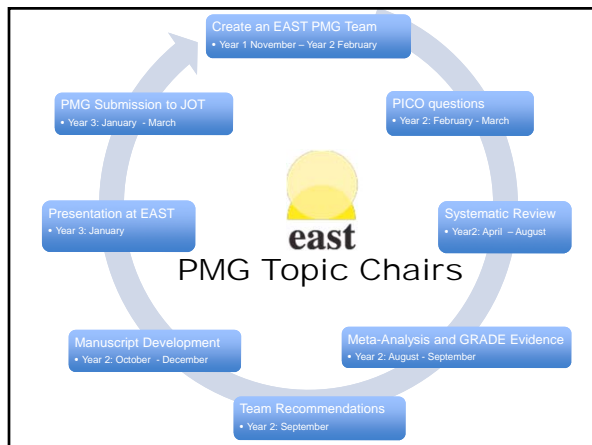 Create an EAST PMG Team
• Year 1 November – Year 2 February
PICO questions
• Year 2: February - March
Systematic Review
• Year2: April – August
Meta-Analysis and GRADE Evidence
• Year 2: August - September
Team Recommendations
• Year 2: September
Manuscript Development
• Year 2: October - December
Presentation at EAST
• Year 3: January
PMG Submission to JOT
• Year 3: January - March
east
PMG Topic Chairs